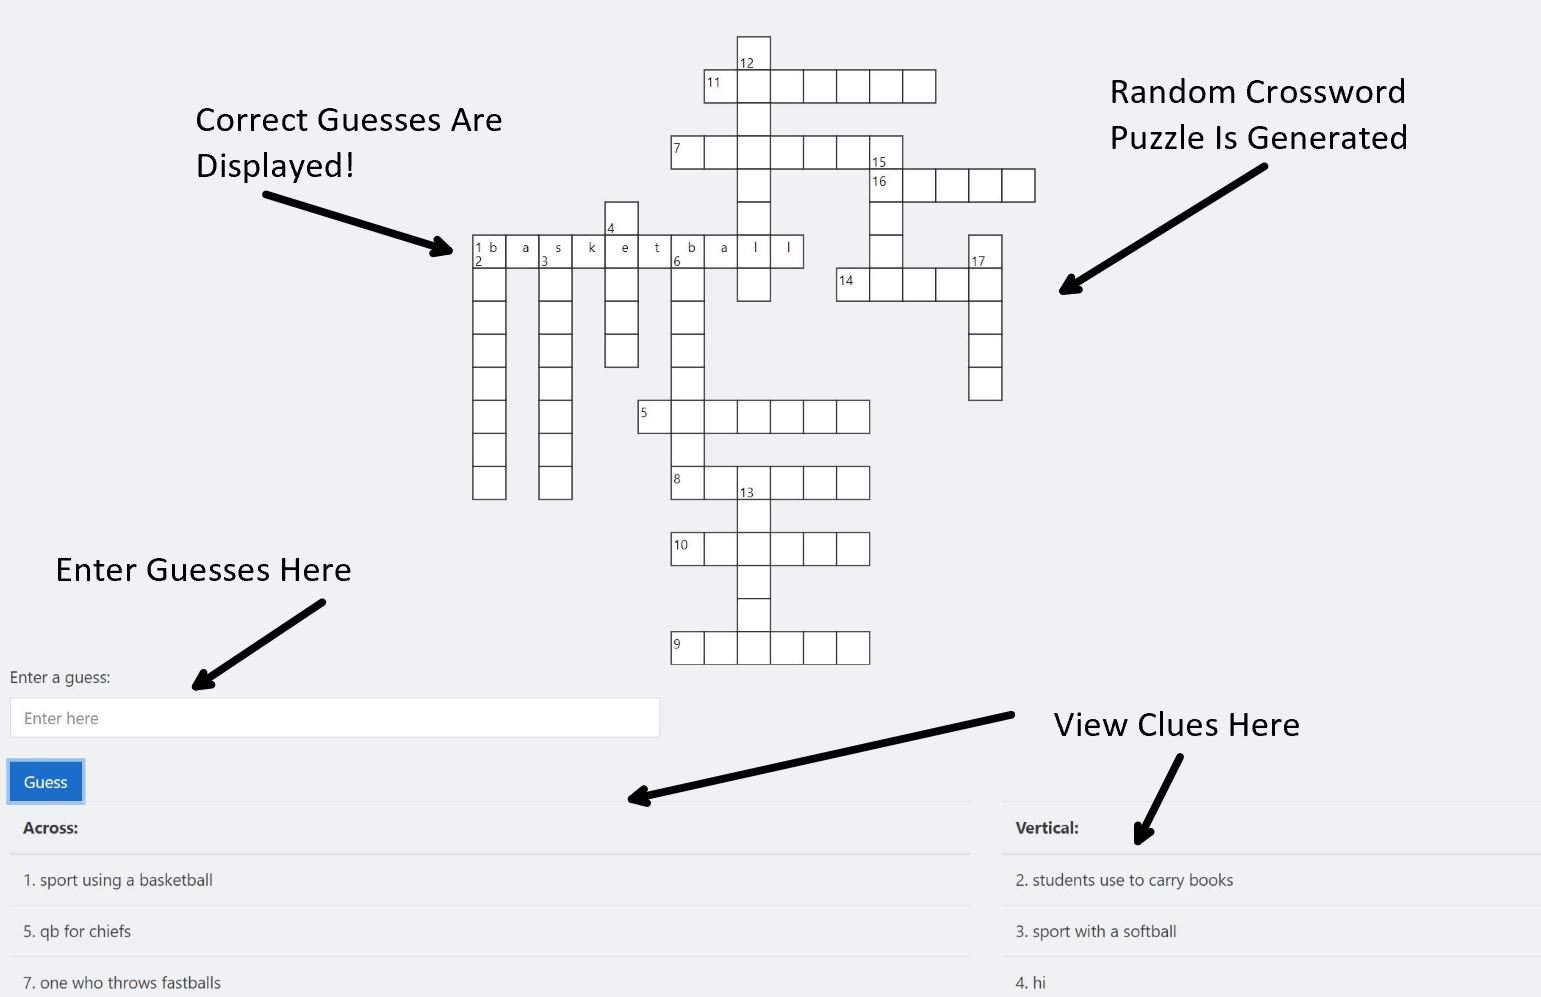 12
11
Random Crossword
Puzzle Is Generated
Correct Guesses Are
Displayed!
7 15
16
4
1 b a s k e t b a l l
2 3 6 17
14
5
8 13
10
Enter Guesses Here
9
Enter a guess:
Enter here
View Clues Here
Guess
Across:
Vertical:
1. sport using a basketball
2. students use to carry books
5. qb for chiefs
3. sport with a softball
7. one who throws fastballs
4. hi